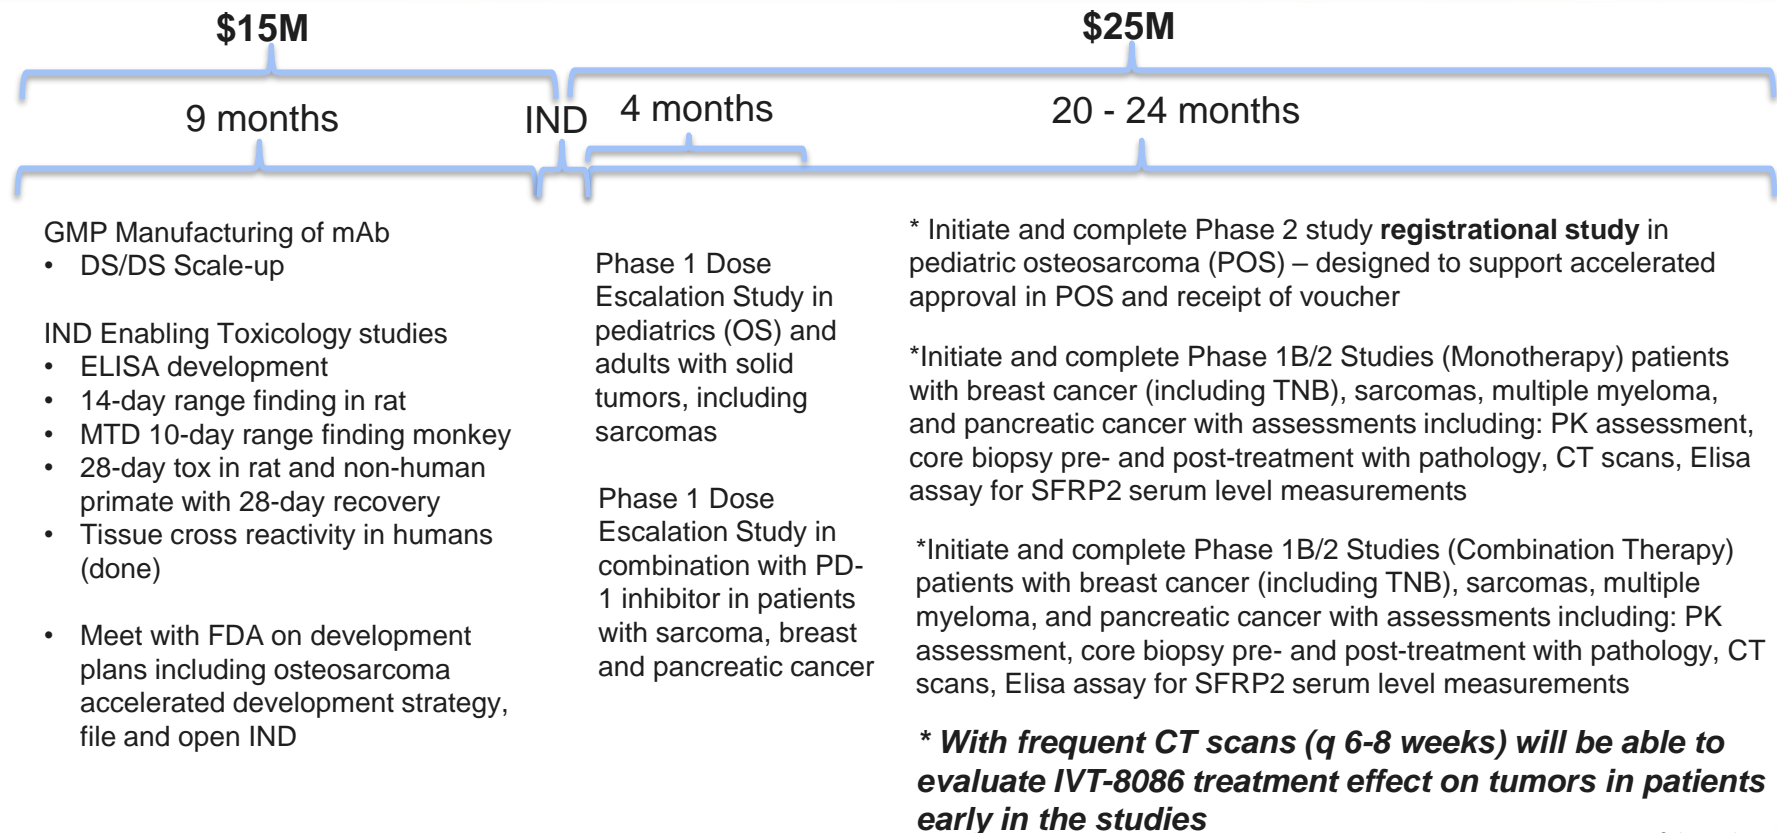 $15M
$25M
9 months
IND
4 months
20 - 24 months
GMP Manufacturing of mAb
• DS/DS Scale-up
IND Enabling Toxicology studies
• ELISA development
• 14-day range finding in rat
• MTD 10-day range finding monkey
• 28-day tox in rat and non-human
primate with 28-day recovery
• Tissue cross reactivity in humans
(done)
• Meet with FDA on development
plans including osteosarcoma
accelerated development strategy,
file and open IND
Phase 1 Dose
Escalation Study in
pediatrics (OS) and
adults with solid
tumors, including
sarcomas
Phase 1 Dose
Escalation Study in
combination with PD-
1 inhibitor in patients
with sarcoma, breast
and pancreatic cancer
* Initiate and complete Phase 2 study registrational study in
pediatric osteosarcoma (POS) – designed to support accelerated
approval in POS and receipt of voucher
*Initiate and complete Phase 1B/2 Studies (Monotherapy) patients
with breast cancer (including TNB), sarcomas, multiple myeloma,
and pancreatic cancer with assessments including: PK assessment,
core biopsy pre- and post-treatment with pathology, CT scans, Elisa
assay for SFRP2 serum level measurements
*Initiate and complete Phase 1B/2 Studies (Combination Therapy)
patients with breast cancer (including TNB), sarcomas, multiple
myeloma, and pancreatic cancer with assessments including: PK
assessment, core biopsy pre- and post-treatment with pathology, CT
scans, Elisa assay for SFRP2 serum level measurements
* With frequent CT scans (q 6-8 weeks) will be able to
evaluate IVT-8086 treatment effect on tumors in patients
early in the studies